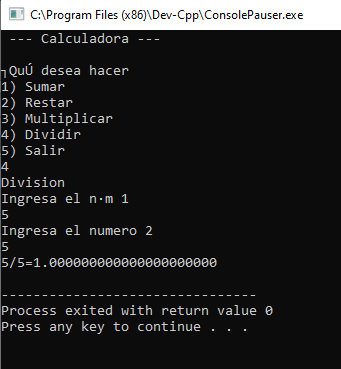 C:\Program Files (x86)\Dev-Cpp\ConsolePauser.exe
--- Calculadora ---
┐QuÚ desea hacer
1) Sumar
2) Restar
3) Multiplicar
4) Dividir
5) Salir
4
Division
Ingresa el n·m 1
5
Ingresa el numero 2
5
5/5=1.00000000000000000000
--------------------------------
Process exited with return value 0
Press any key to continue . . .